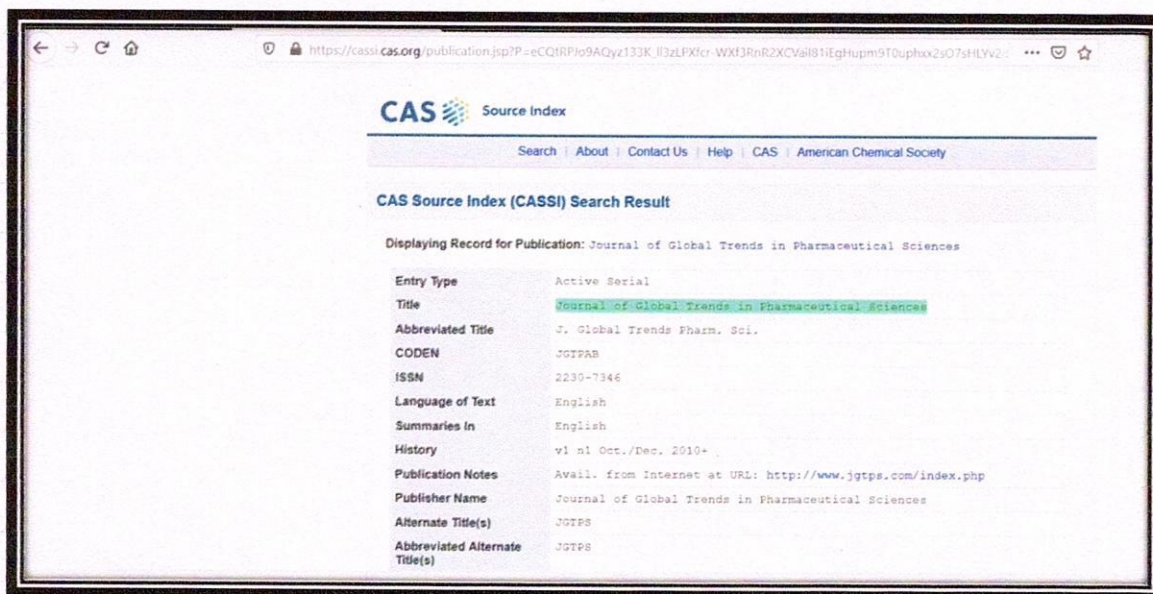 https://cassi.cas.org/publication.jsp?P=
CAS Source Index
Search | About | Contact Us | Help | CAS | American Chemical Society
CAS Source Index (CASSI) Search Result
Displaying Record for Publication: Journal of Global Trends in Pharmaceutical Sciences
Entry Type Active Serial
Title Journal of Global Trends in Pharmaceutical Sciences
Abbreviated Title J. Global Trends Pharm. Sci.
CODEN JGTPAB
ISSN 2230-7346
Language of Text English
Summaries In English
History v1 n1 Oct./Dec. 2010+
Publication Notes Avail. from Internet at URL: http://www.jgtps.com/index.php
Publisher Name Journal of Global Trends in Pharmaceutical Sciences
Alternate Title(s) JGTPS
Abbreviated Alternate JGTPS
Title(s)